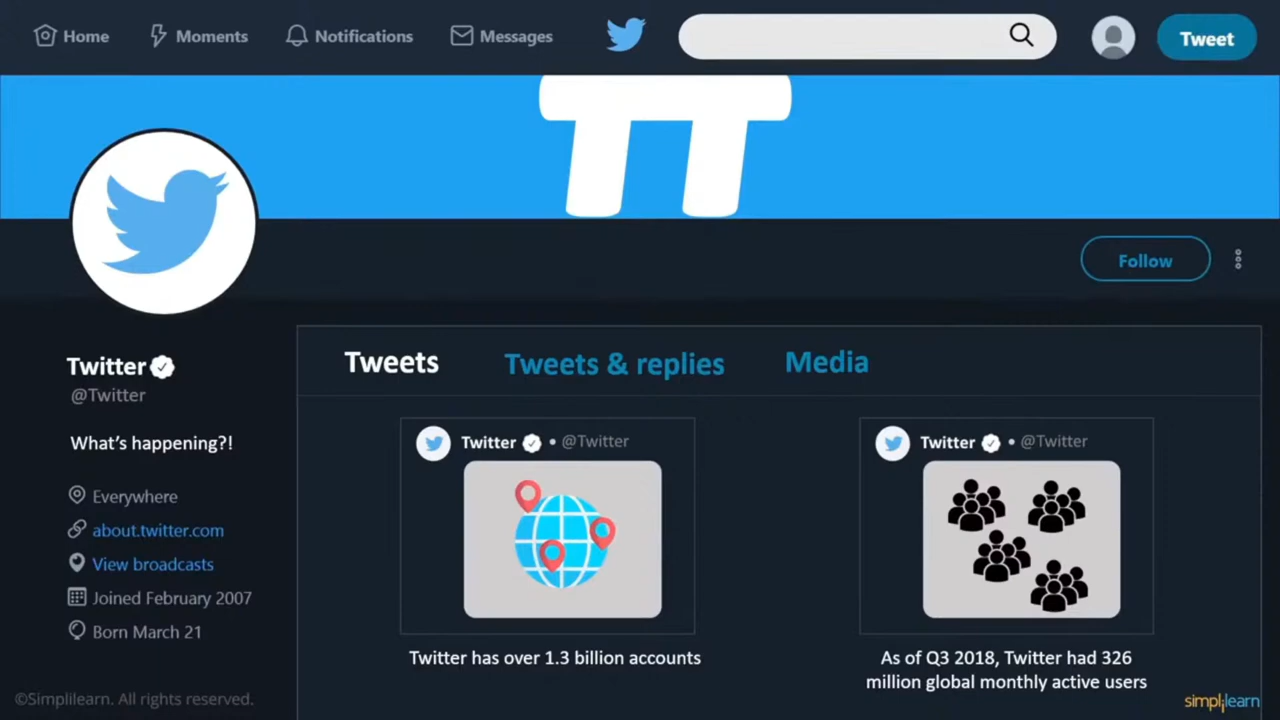 Home Moments Notifications Messages Tweet
Follow
Twitter
@Twitter
What's happening?!
Everywhere
about.twitter.com
View broadcasts
Joined February 2007
Born March 21
Tweets Tweets & replies Media
Twitter • @Twitter
Twitter has over 1.3 billion accounts
Twitter • @Twitter
As of Q3 2018, Twitter had 326
million global monthly active users
©Simplilearn. All rights reserved.
simplilearn